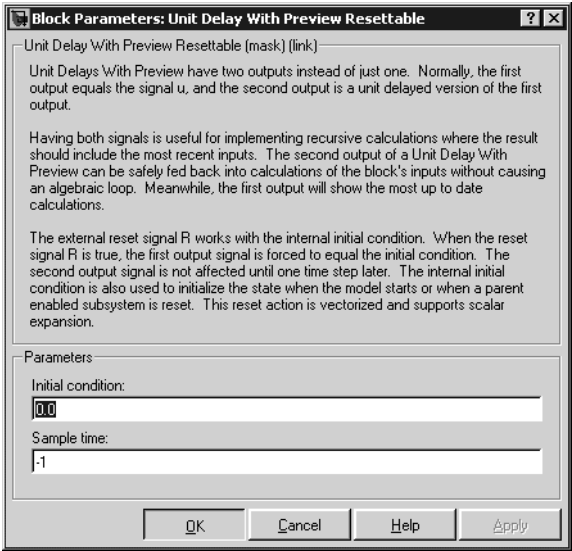 Block Parameters: Unit Delay With Preview Resettable
Unit Delay With Preview Resettable (mask) (link)
Unit Delays With Preview have two outputs instead of just one. Normally, the first
output equals the signal u, and the second output is a unit delayed version of the first
output.
Having both signals is useful for implementing recursive calculations where the result
should include the most recent inputs. The second output of a Unit Delay With
Preview can be safely fed back into calculations of the block's inputs without causing
an algebraic loop. Meanwhile, the first output will show the most up to date
calculations.
The external reset signal R works with the internal initial condition. When the reset
signal R is true, the first output signal is forced to equal the initial condition. The
second output signal is not affected until one time step later. The internal initial
condition is also used to initialize the state when the model starts or when a parent
enabled subsystem is reset. This reset action is vectorized and supports scalar
expansion.
Parameters
Initial condition:
0.0
Sample time:
-1
OK Cancel Help Apply